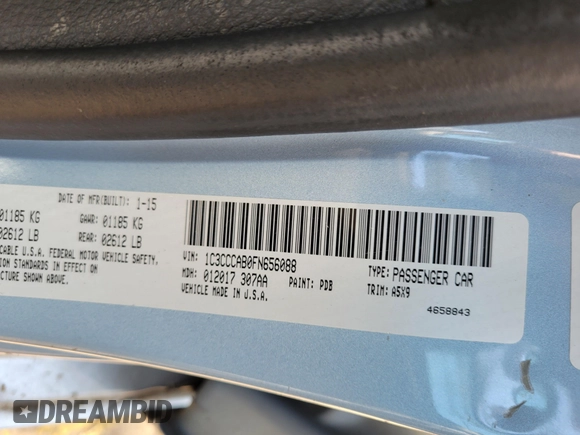 DATE OF MFR(BUILT): 1-15
01185 KG GAWR: 01185 KG
02612 LB REAR: 02612 LB
CABLE U.S.A. FEDERAL MOTOR VEHICLE SAFETY,
ION STANDARDS IN EFFECT ON
CTURE SHOWN ABOVE.
VIN: 1C3CCCAB0FN656088
MDH: 012017 307AA PAINT: PDB
VEHICLE MADE IN U.S.A.
TYPE: PASSENGER CAR
TRIM: A5X9
4658843
DREAMBID